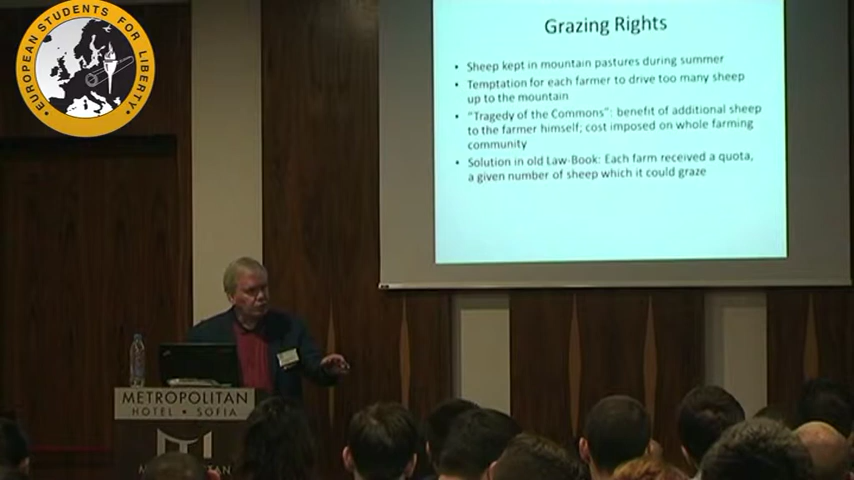 EUROPEAN STUDENTS FOR LIBERTY
Grazing Rights
• Sheep kept in mountain pastures during summer
• Temptation for each farmer to drive too many sheep
up to the mountain
• "Tragedy of the Commons": benefit of additional sheep
to the farmer himself; cost imposed on whole farming
community
• Solution in old Law-Book: Each farm received a quota,
a given number of sheep which it could graze
METROPOLITAN
HOTEL • SOFIA